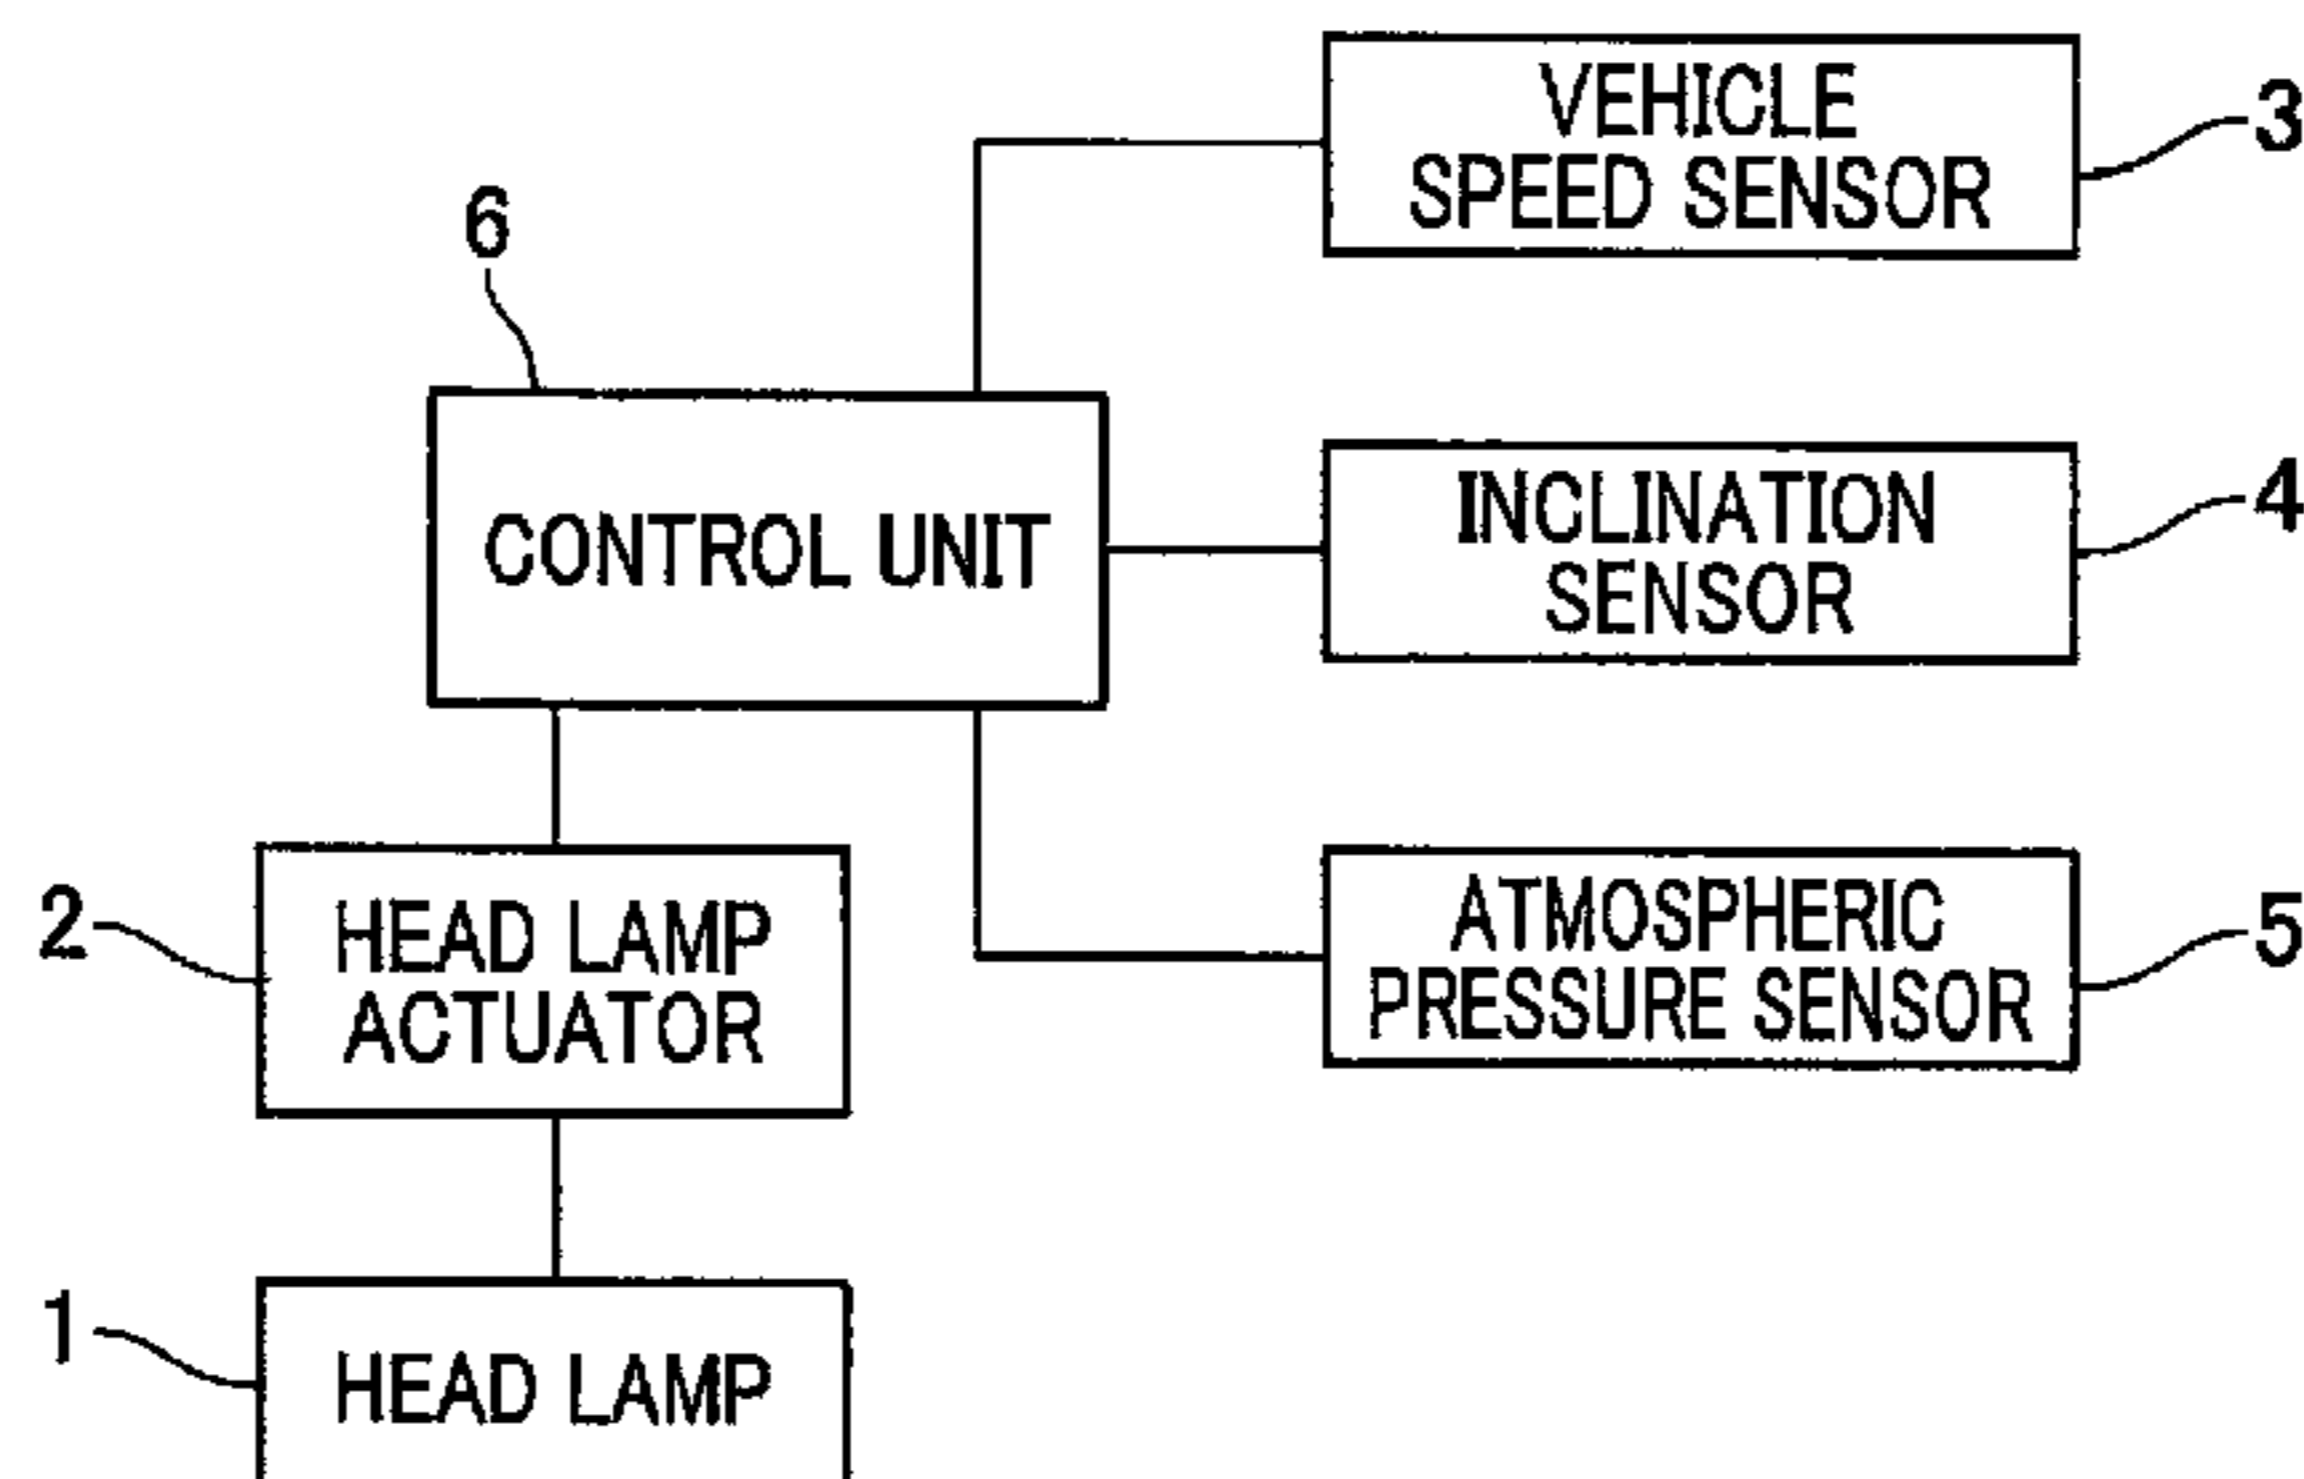 VEHICLE
SPEED SENSOR
3
6
INCLINATION
SENSOR
4
CONTROL UNIT
2
HEAD LAMP
ACTUATOR
ATMOSPHERIC
PRESSURE SENSOR
5
1
HEAD LAMP